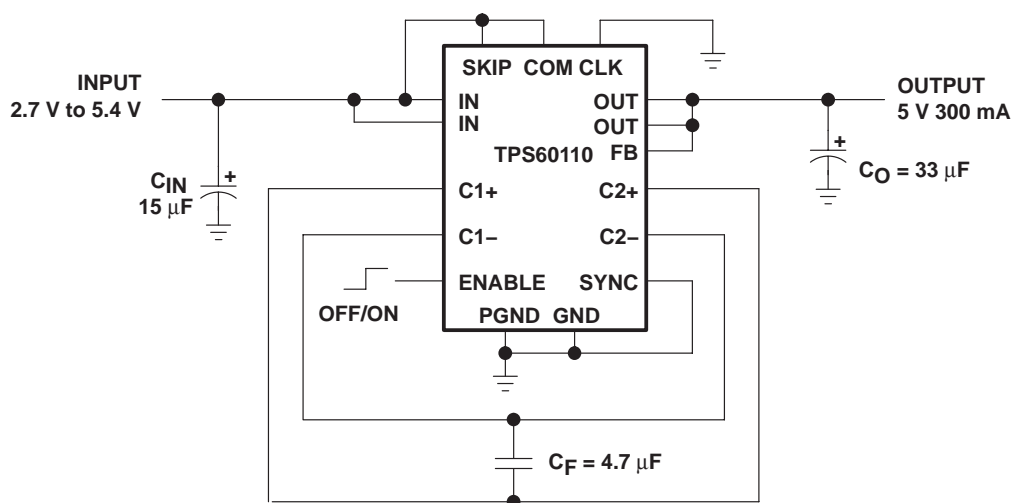 SKIP COM CLK
INPUT
2.7 V to 5.4 V
IN
IN
OUT
OUT
FB
TPS60110
OUTPUT
5 V 300 mA
CIN
15 μF
+
+
CO = 33 μF
C1+
C2+
C1–
C2–
ENABLE
SYNC
OFF/ON
PGND GND
CF = 4.7 μF